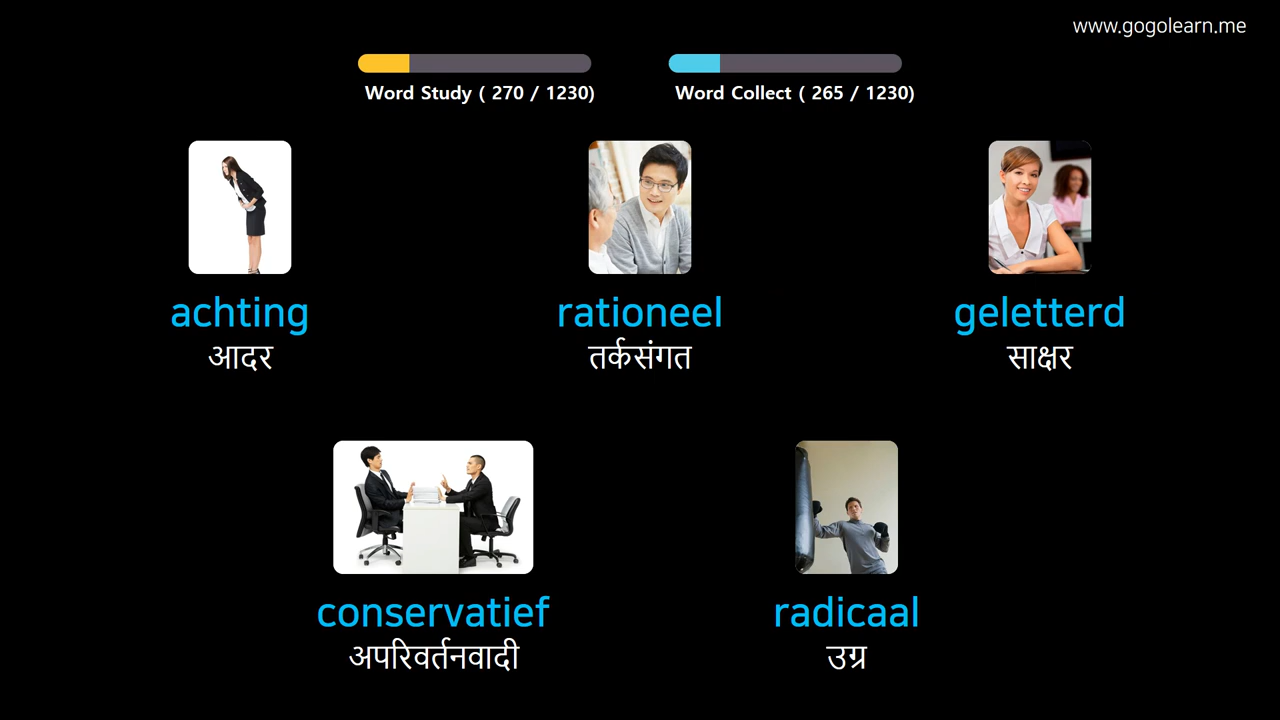 www.gogolearn.me
Word Study ( 270 / 1230)
Word Collect ( 265 / 1230)
achting
आदर
rationeel
तर्कसंगत
geletterd
साक्षर
conservatief
अपरिवर्तनवादी
radicaal
उग्र